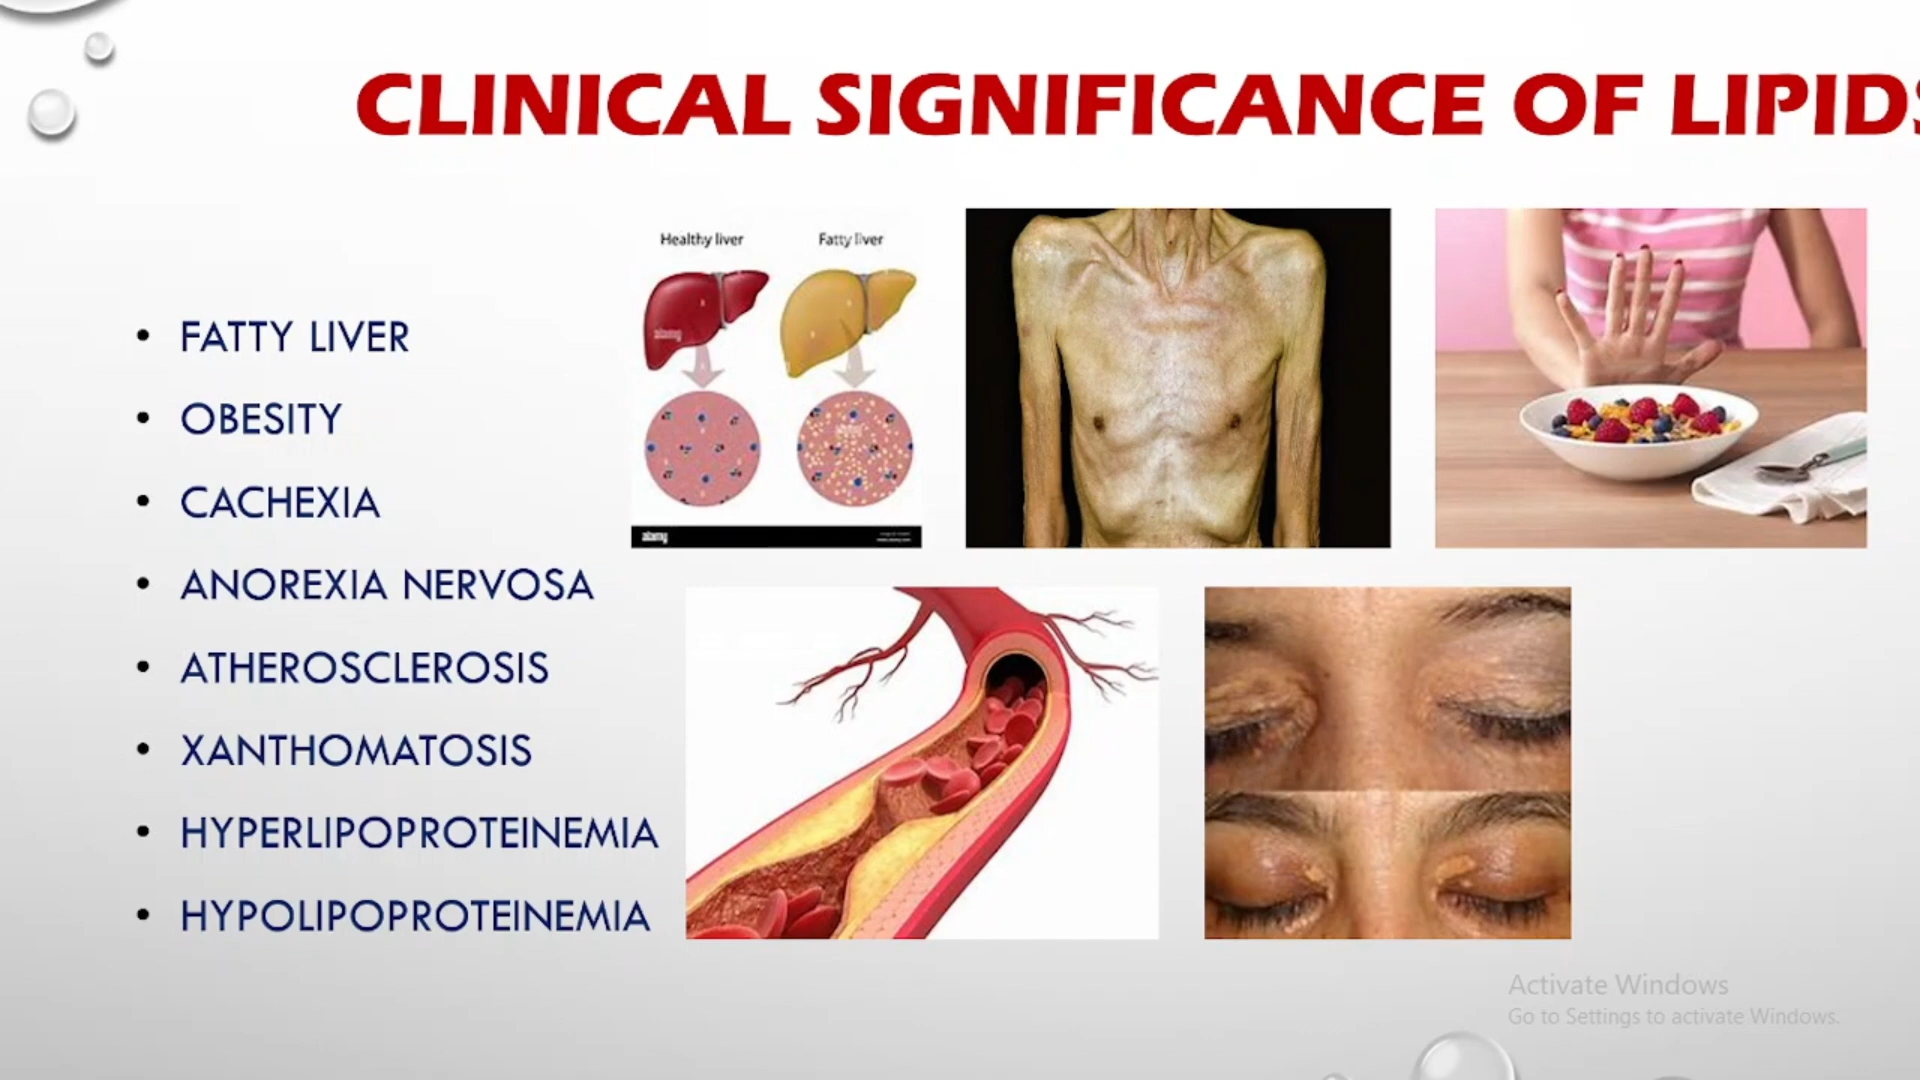 CLINICAL SIGNIFICANCE OF LIPIDS
Healthy liver
Fatty liver
alamy
alamy
• FATTY LIVER
• OBESITY
• CACHEXIA
• ANOREXIA NERVOSA
• ATHEROSCLEROSIS
• XANTHOMATOSIS
• HYPERLIPOPROTEINEMIA
• HYPOLIPOPROTEINEMIA
Activate Windows
Go to Settings to activate Windows.